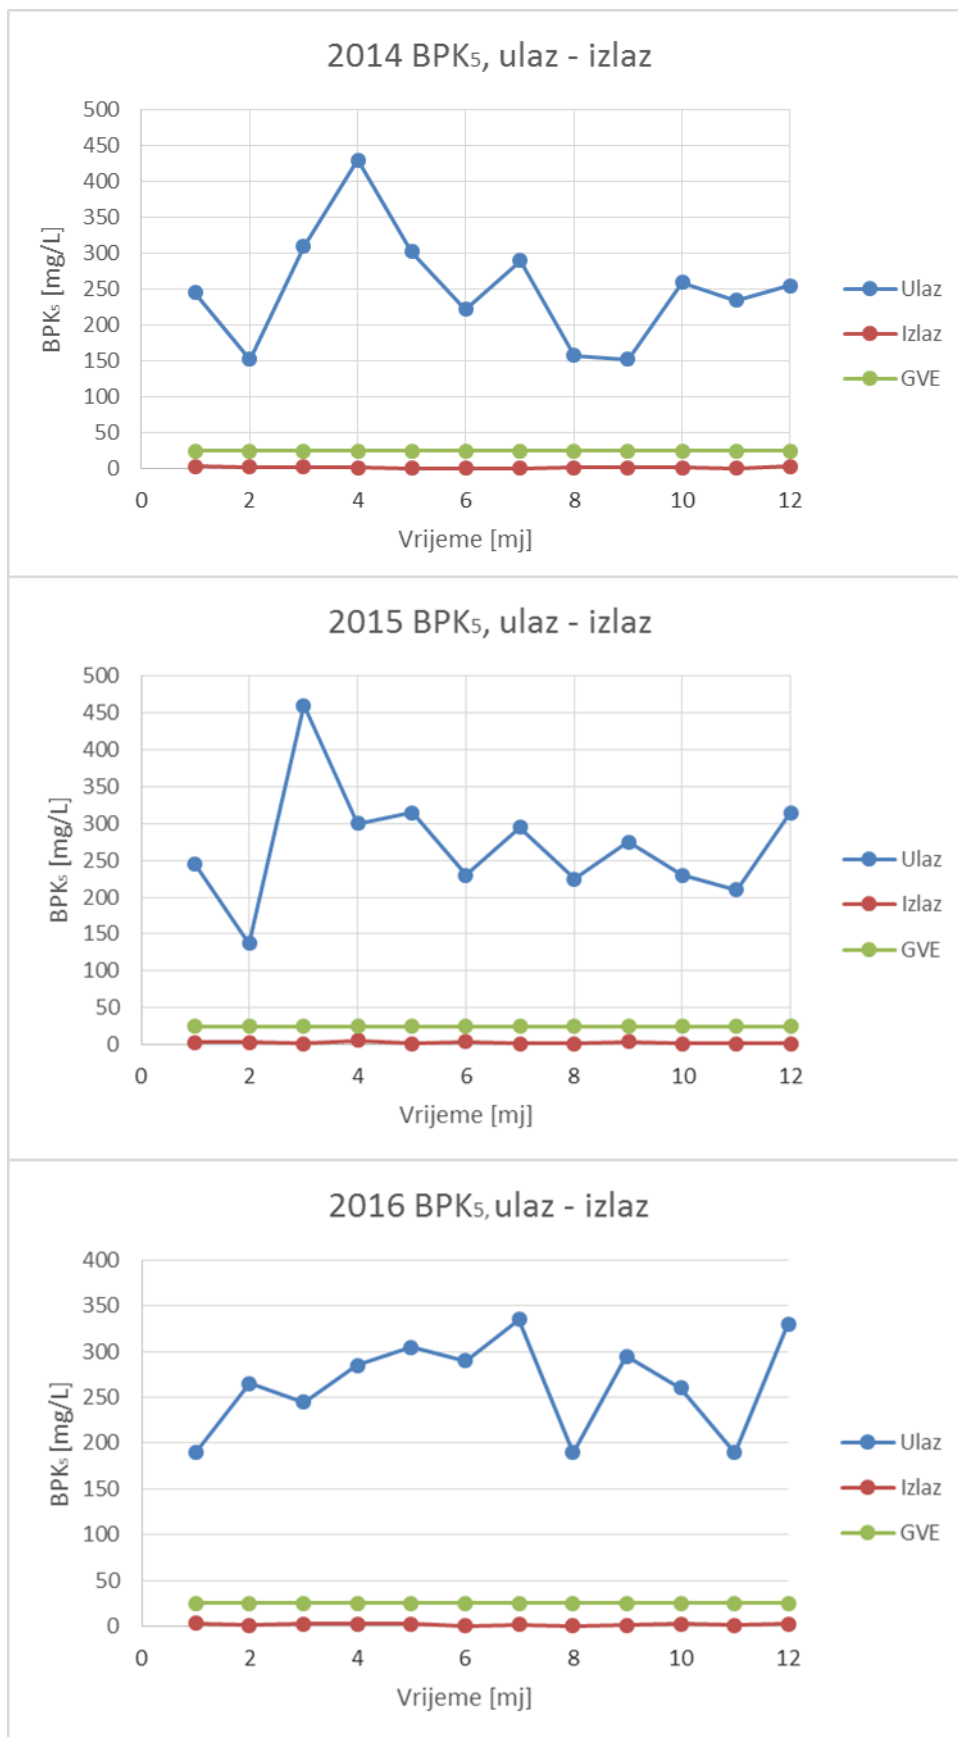 2014 BPK₅, ulaz - izlaz
500
450
400
350
300
250
200
150
100
50
0
BPK₅ [mg/L]
0 2 4 6 8 10 12
Vrijeme [mj]
Ulaz
Izlaz
GVE
2015 BPK₅, ulaz - izlaz
500
450
400
350
300
250
200
150
100
50
0
BPK₅ [mg/L]
0 2 4 6 8 10 12
Vrijeme [mj]
Ulaz
Izlaz
GVE
2016 BPK₅, ulaz - izlaz
400
350
300
250
200
150
100
50
0
BPK₅ [mg/L]
0 2 4 6 8 10 12
Vrijeme [mj]
Ulaz
Izlaz
GVE